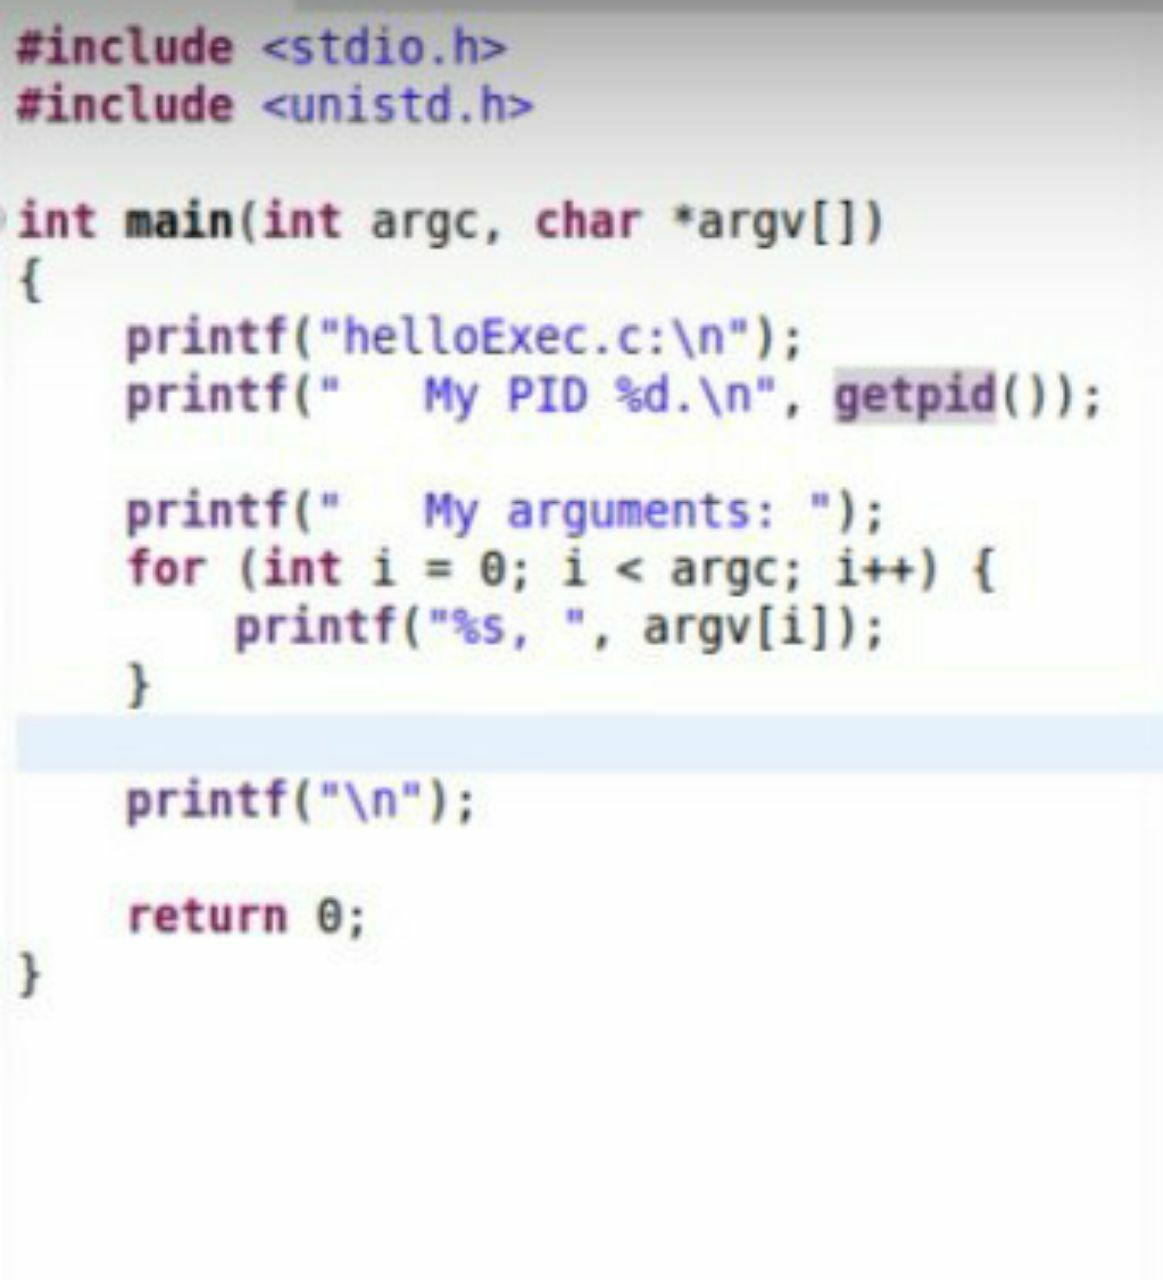 #include <stdio.h>
#include <unistd.h>
int main(int argc, char *argv[])
{
    printf("helloExec.c:\n");
    printf("   My PID %d.\n", getpid());
    printf("   My arguments: ");
    for (int i = 0; i < argc; i++) {
        printf("%s, ", argv[i]);
    }
    printf("\n");
    return 0;
}